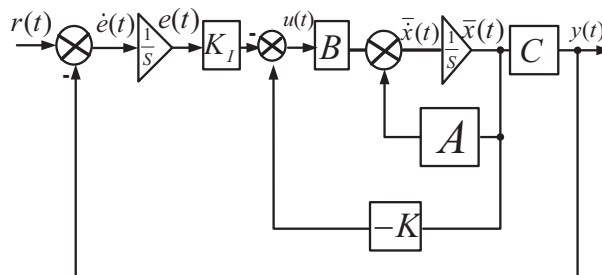 r(t)
ė(t)
1/S
e(t)
K_I
-
u(t)
B
x̄̇(t)
1/S
x̄(t)
C
y(t)
-
A
-K